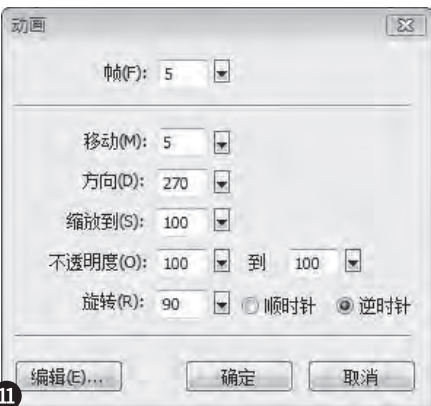 动画
帧(F): 5
移动(M): 5
方向(D): 270
缩放到(S): 100
不透明度(O): 100 到 100
旋转(R): 90 顺时针 逆时针
编辑(E)... 确定 取消
11